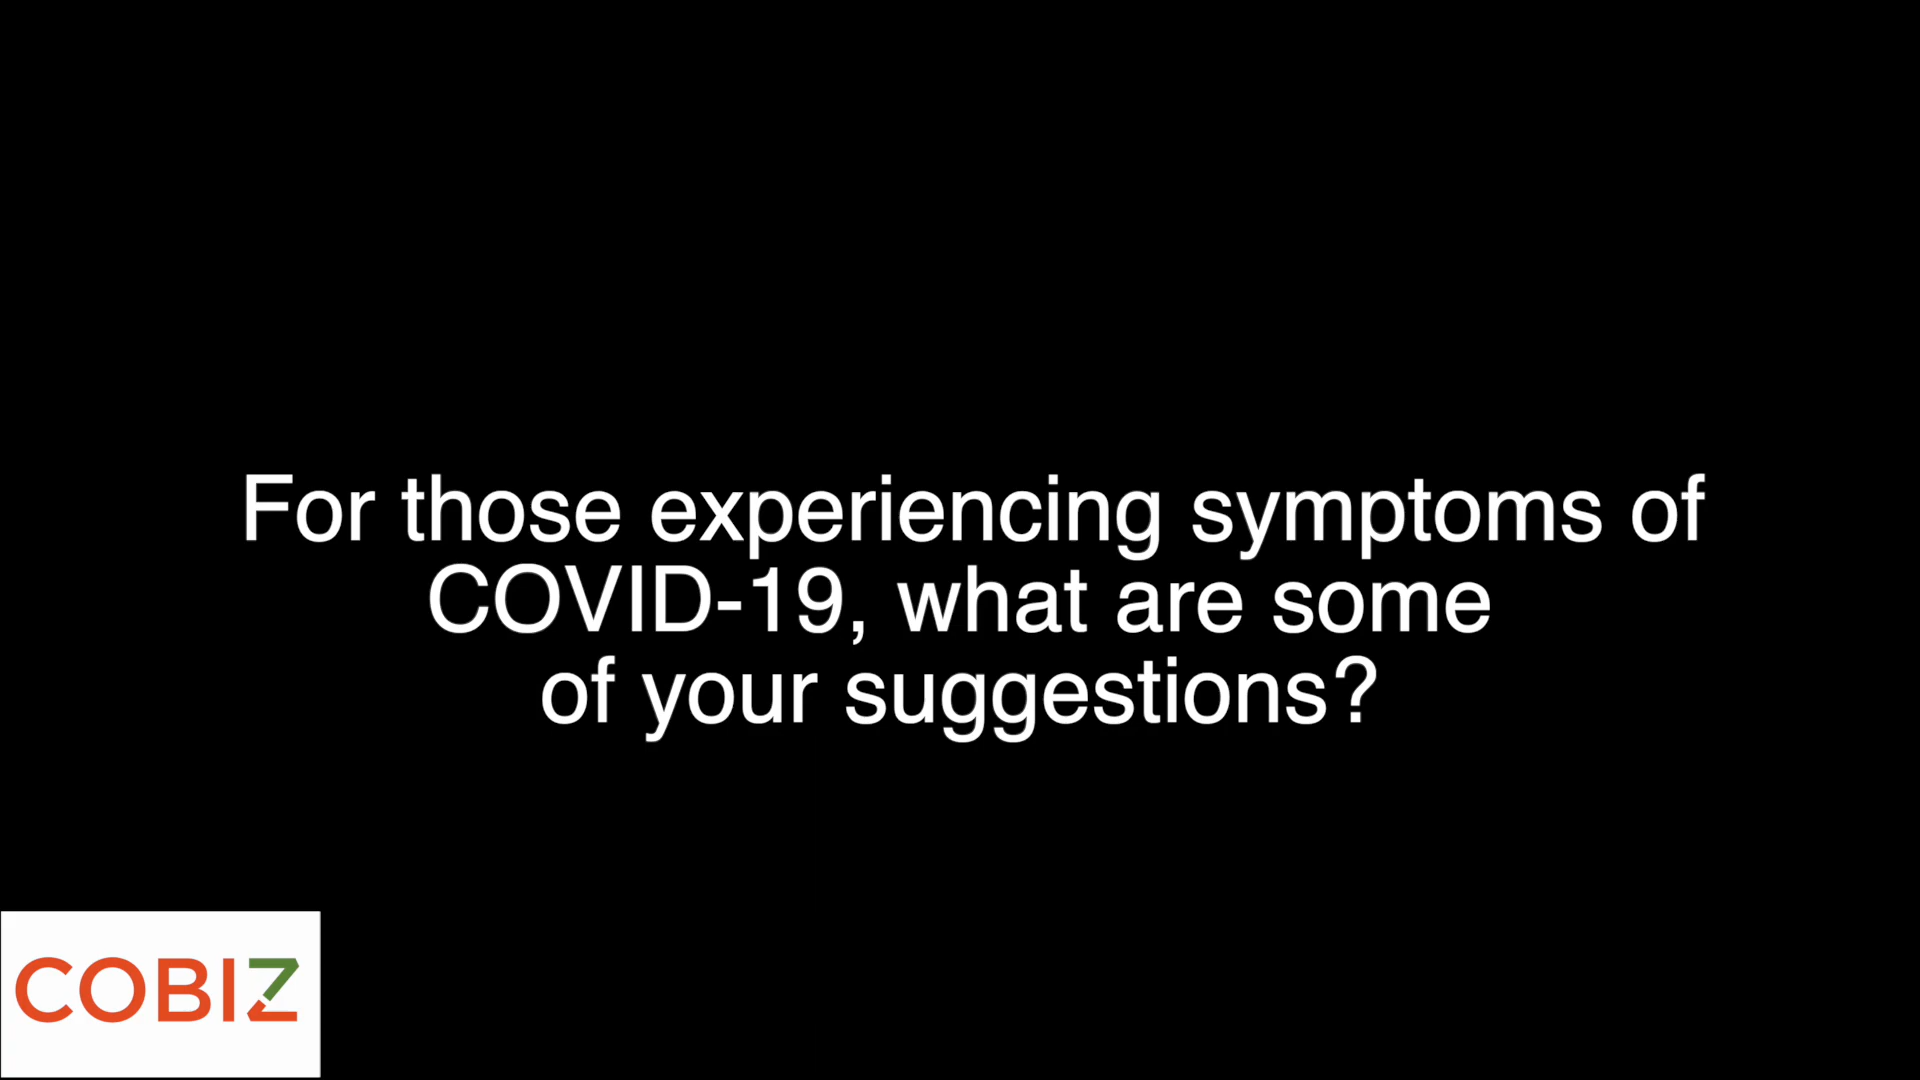 For those experiencing symptoms of
COVID-19, what are some
of your suggestions?
COBIZ